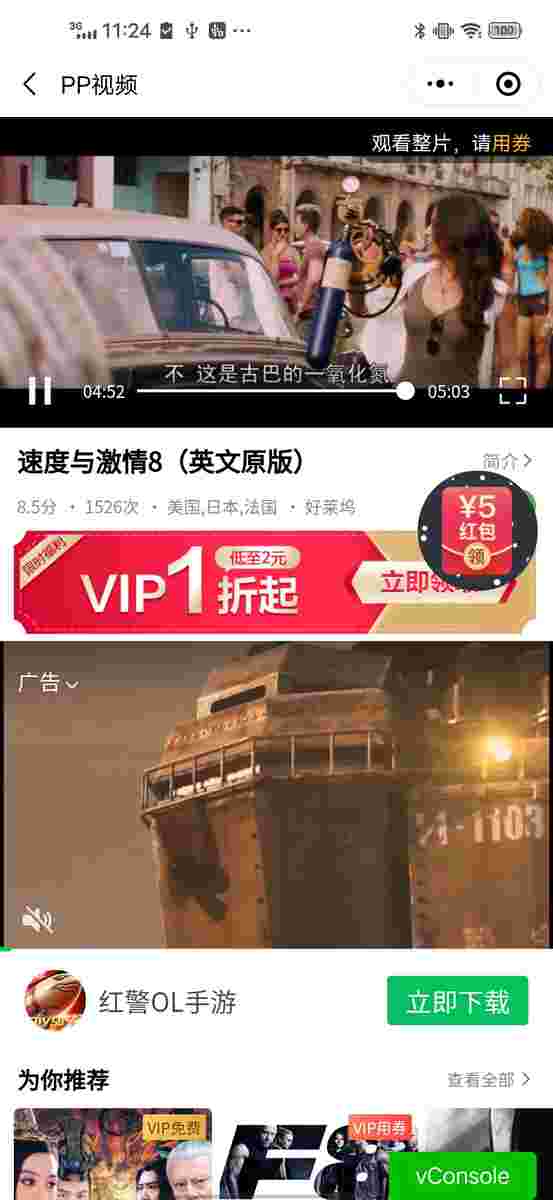 3G 11:24 100
PP视频
观看整片，请用券
不 这是古巴的一氧化氮
04:52 05:03
速度与激情8（英文原版）
简介
8.5分 · 1526次 · 美国,日本,法国 · 好莱坞
¥5
红包
领
限时福利
VIP1折起
低至2元
立即领
广告
红警OL手游
立即下载
为你推荐
查看全部
VIP免费
VIP用券
F8
vConsole